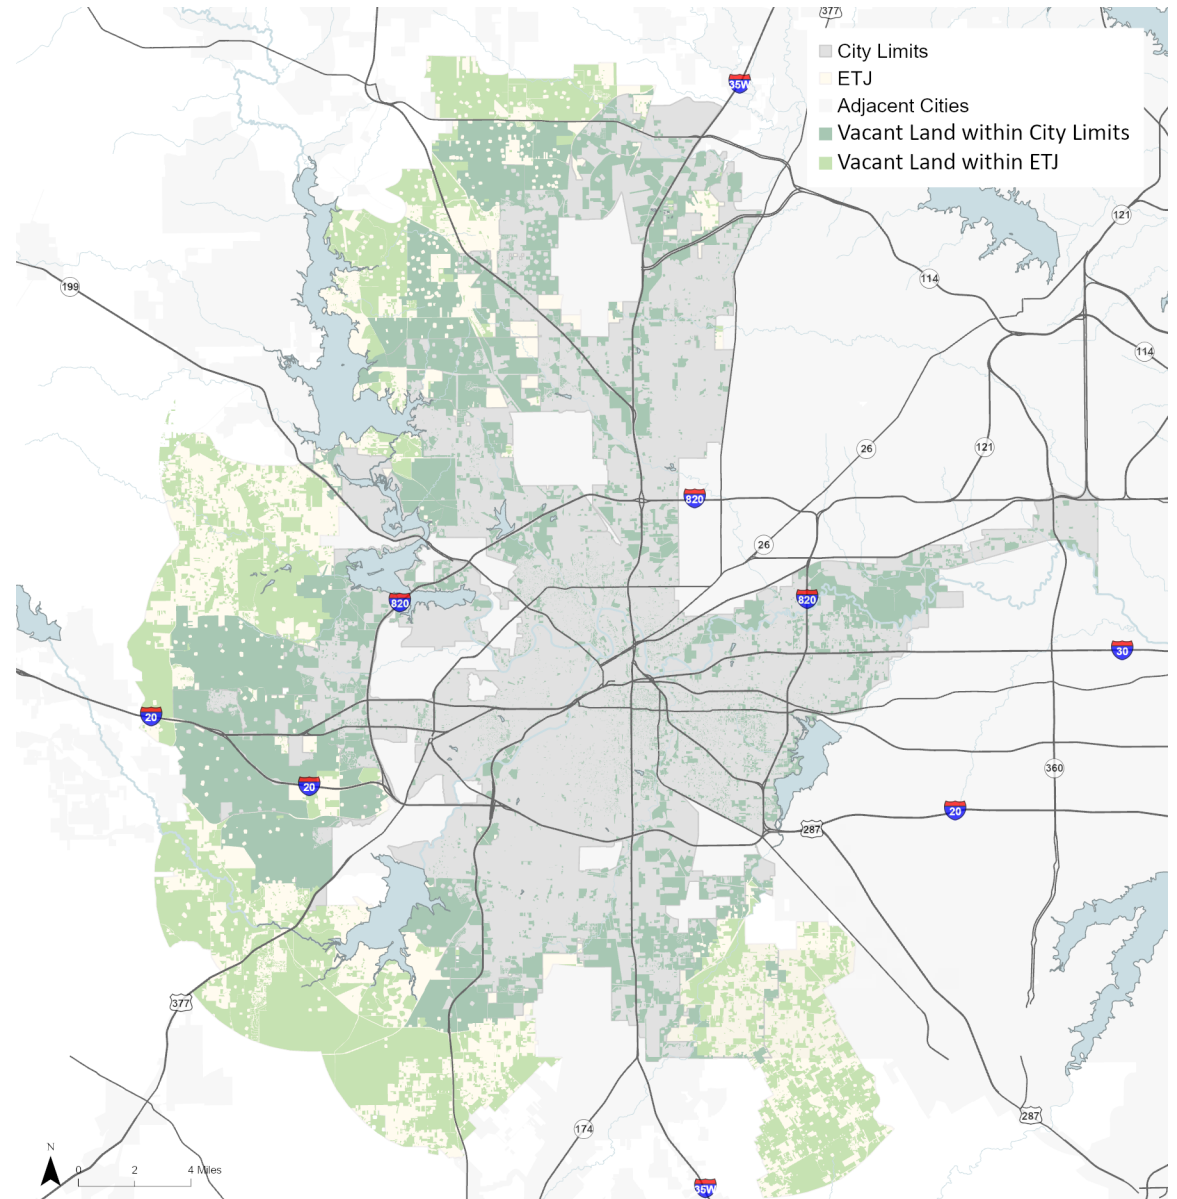 377
35W
City Limits
ETJ
Adjacent Cities
Vacant Land within City Limits
Vacant Land within ETJ
121
199
114
114
26
121
820
26
820
820
30
20
360
20
20
287
377
287
174
N
0 2 4 Miles
35W